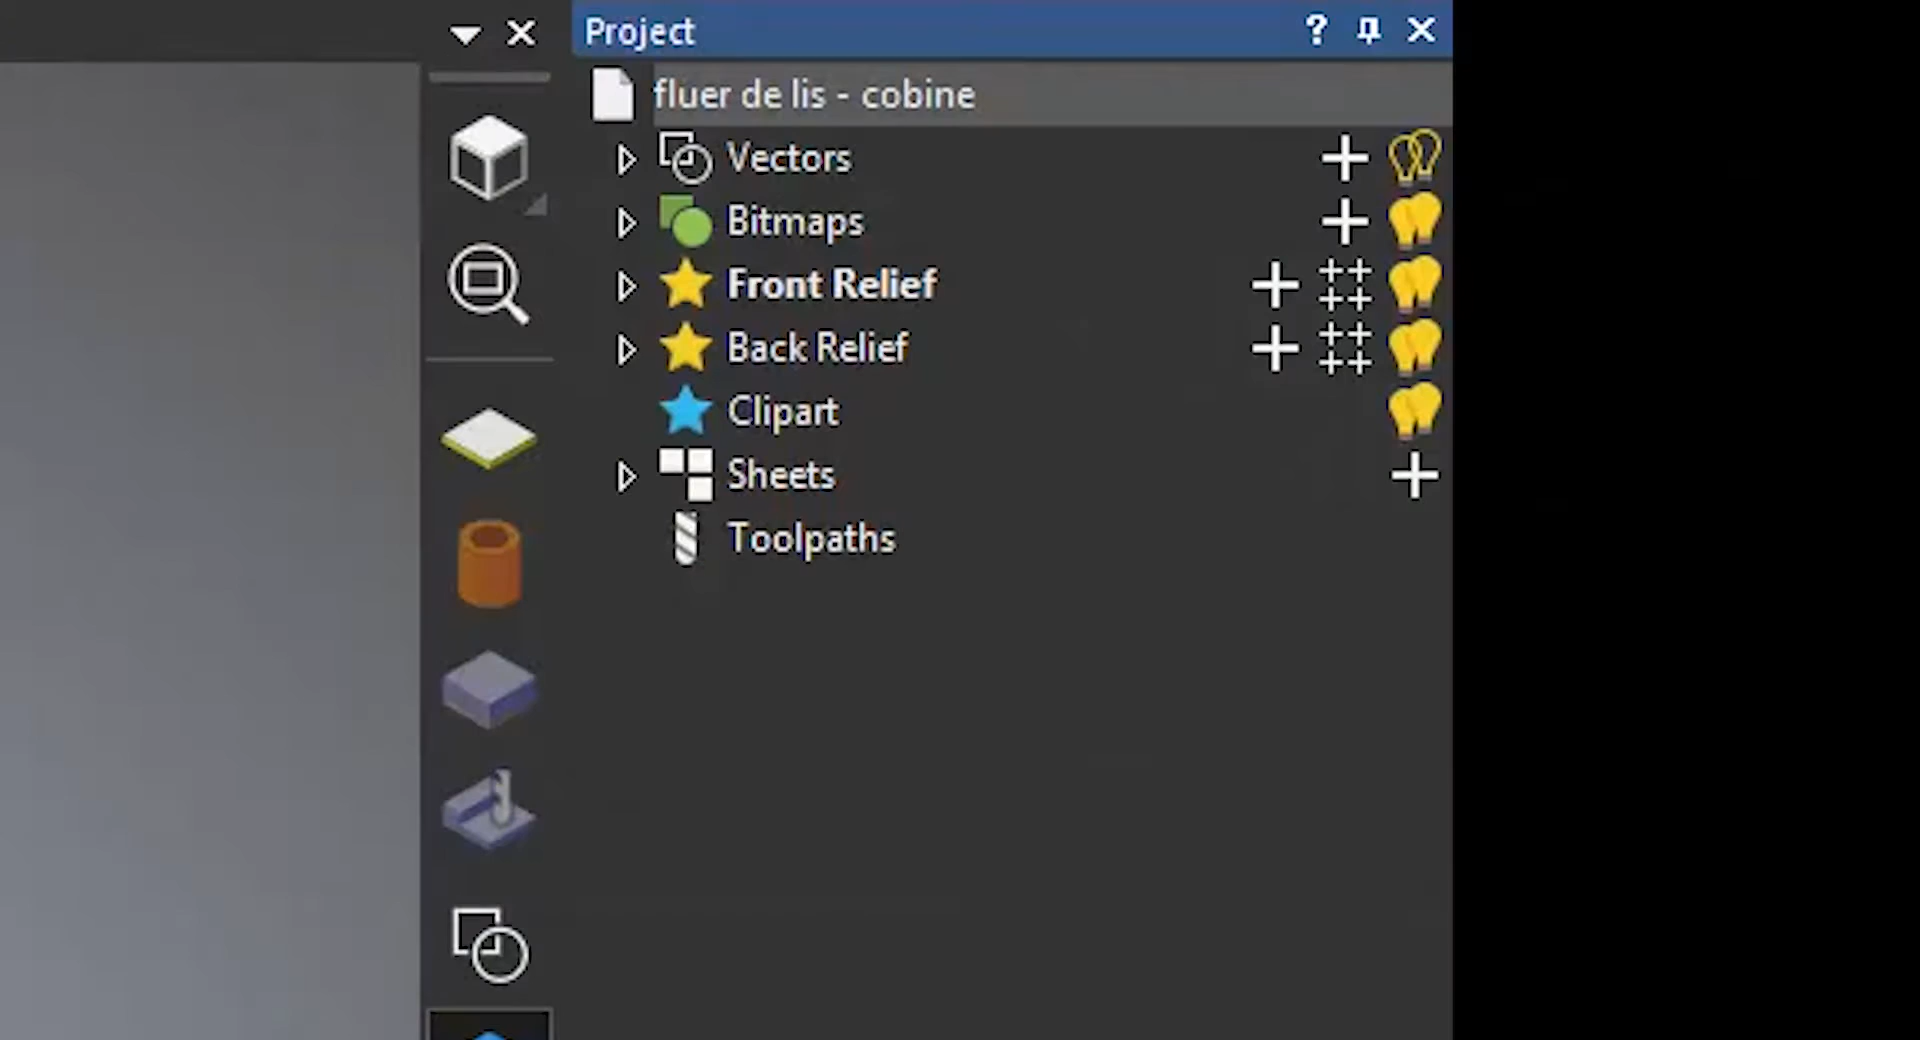 Project
fluer de lis - cobine
Vectors
Bitmaps
Front Relief
Back Relief
Clipart
Sheets
Toolpaths